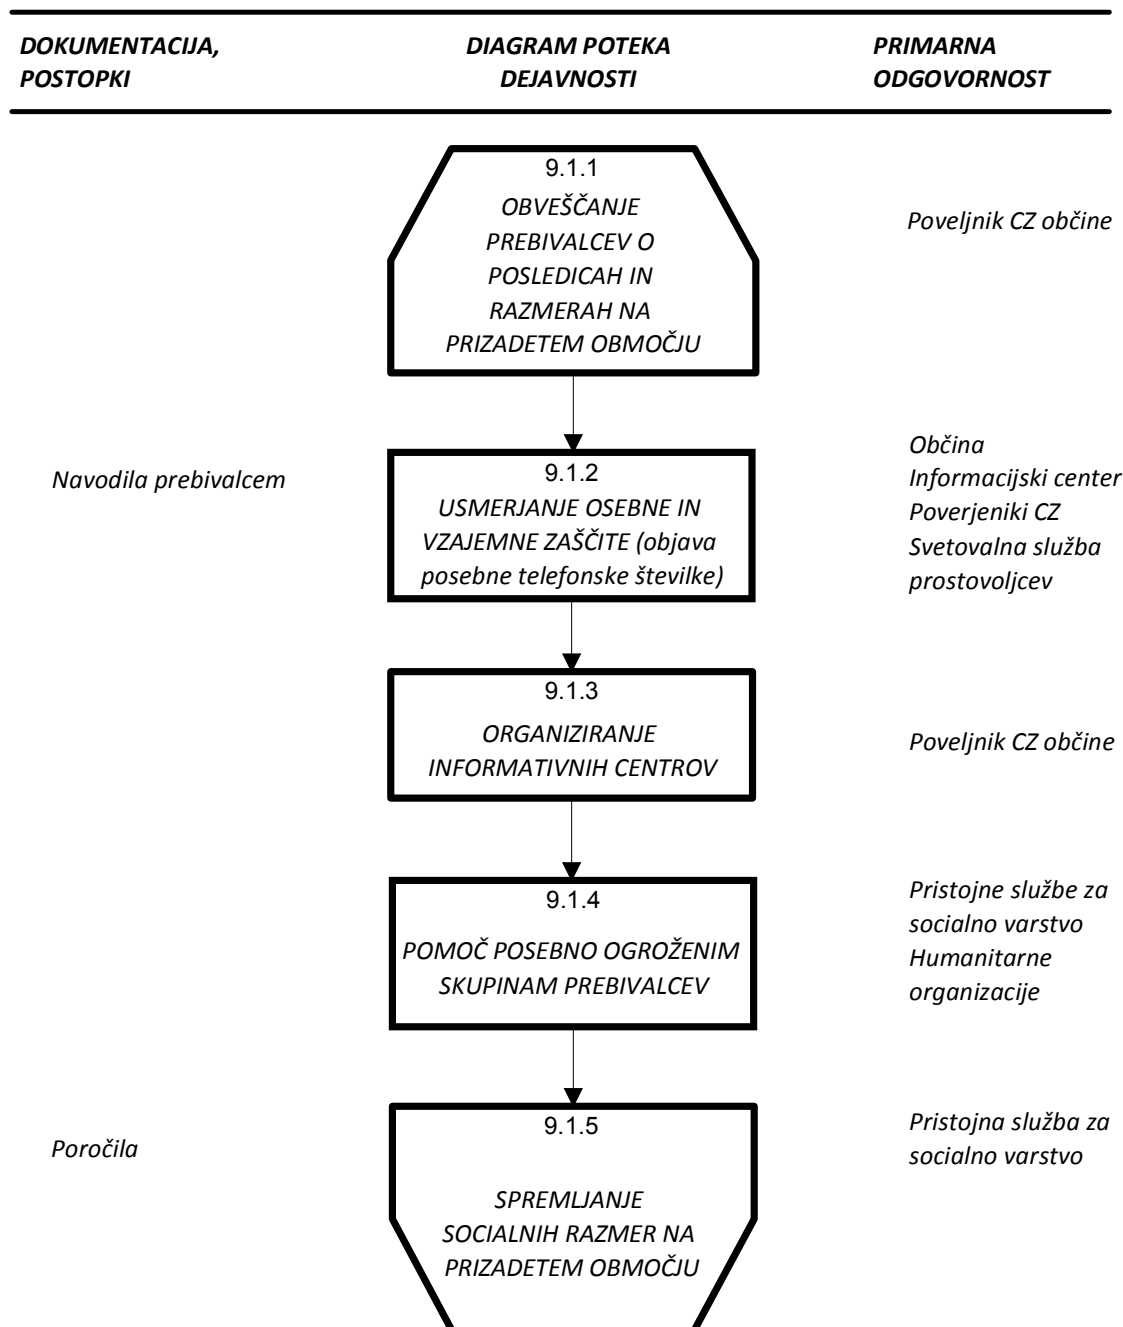 DOKUMENTACIJA,
POSTOPKI
DIAGRAM POTEKA
DEJAVNOSTI
PRIMARNA
ODGOVORNOST
9.1.1
OBVEŠČANJE
PREBIVALCEV O
POSLEDICAH IN
RAZMERAH NA
PRIZADETEM OBMOČJU
Poveljnik CZ občine
Navodila prebivalcem
9.1.2
USMERJANJE OSEBNE IN
VZAJEMNE ZAŠČITE (objava
posebne telefonske številke)
Občina
Informacijski center
Poverjeniki CZ
Svetovalna služba
prostovoljcev
9.1.3
ORGANIZIRANJE
INFORMATIVNIH CENTROV
Poveljnik CZ občine
9.1.4
POMOČ POSEBNO OGROŽENIM
SKUPINAM PREBIVALCEV
Pristojne službe za
socialno varstvo
Humanitarne
organizacije
Poročila
9.1.5
SPREMLJANJE
SOCIALNIH RAZMER NA
PRIZADETEM OBMOČJU
Pristojna služba za
socialno varstvo